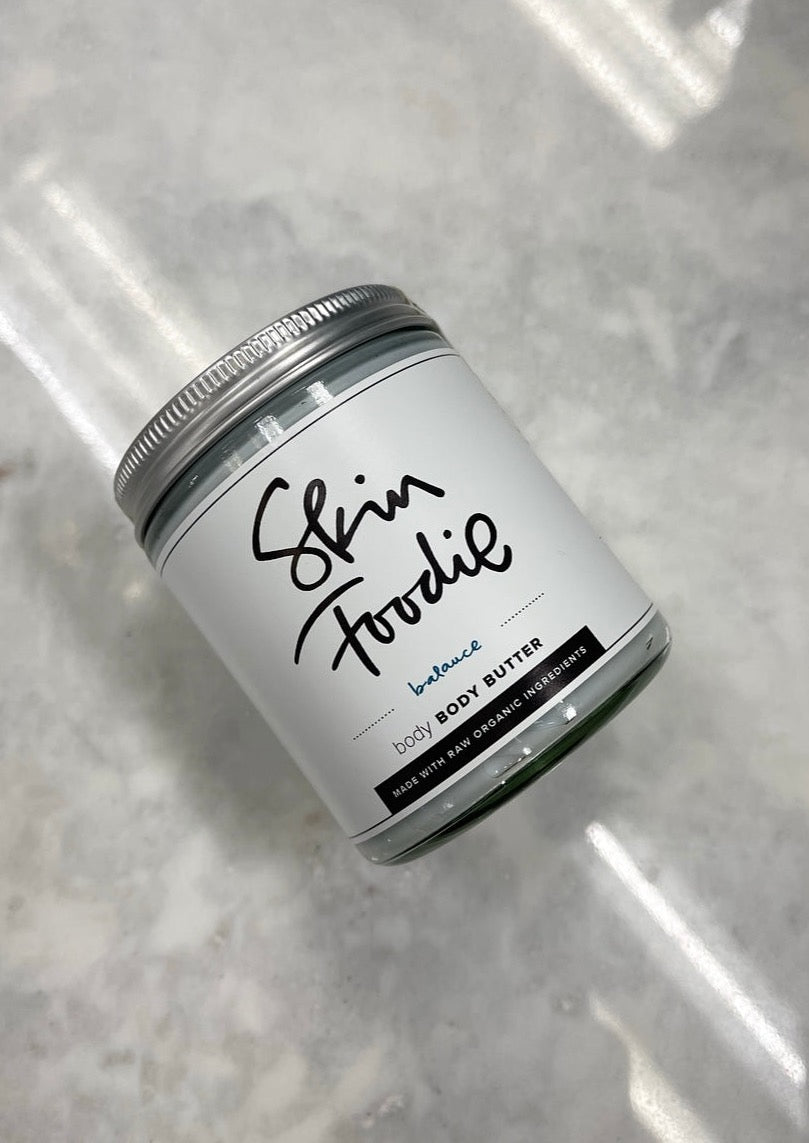 Skin
Foodie
balance
body BODY BUTTER
MADE WITH RAW ORGANIC INGREDIENTS